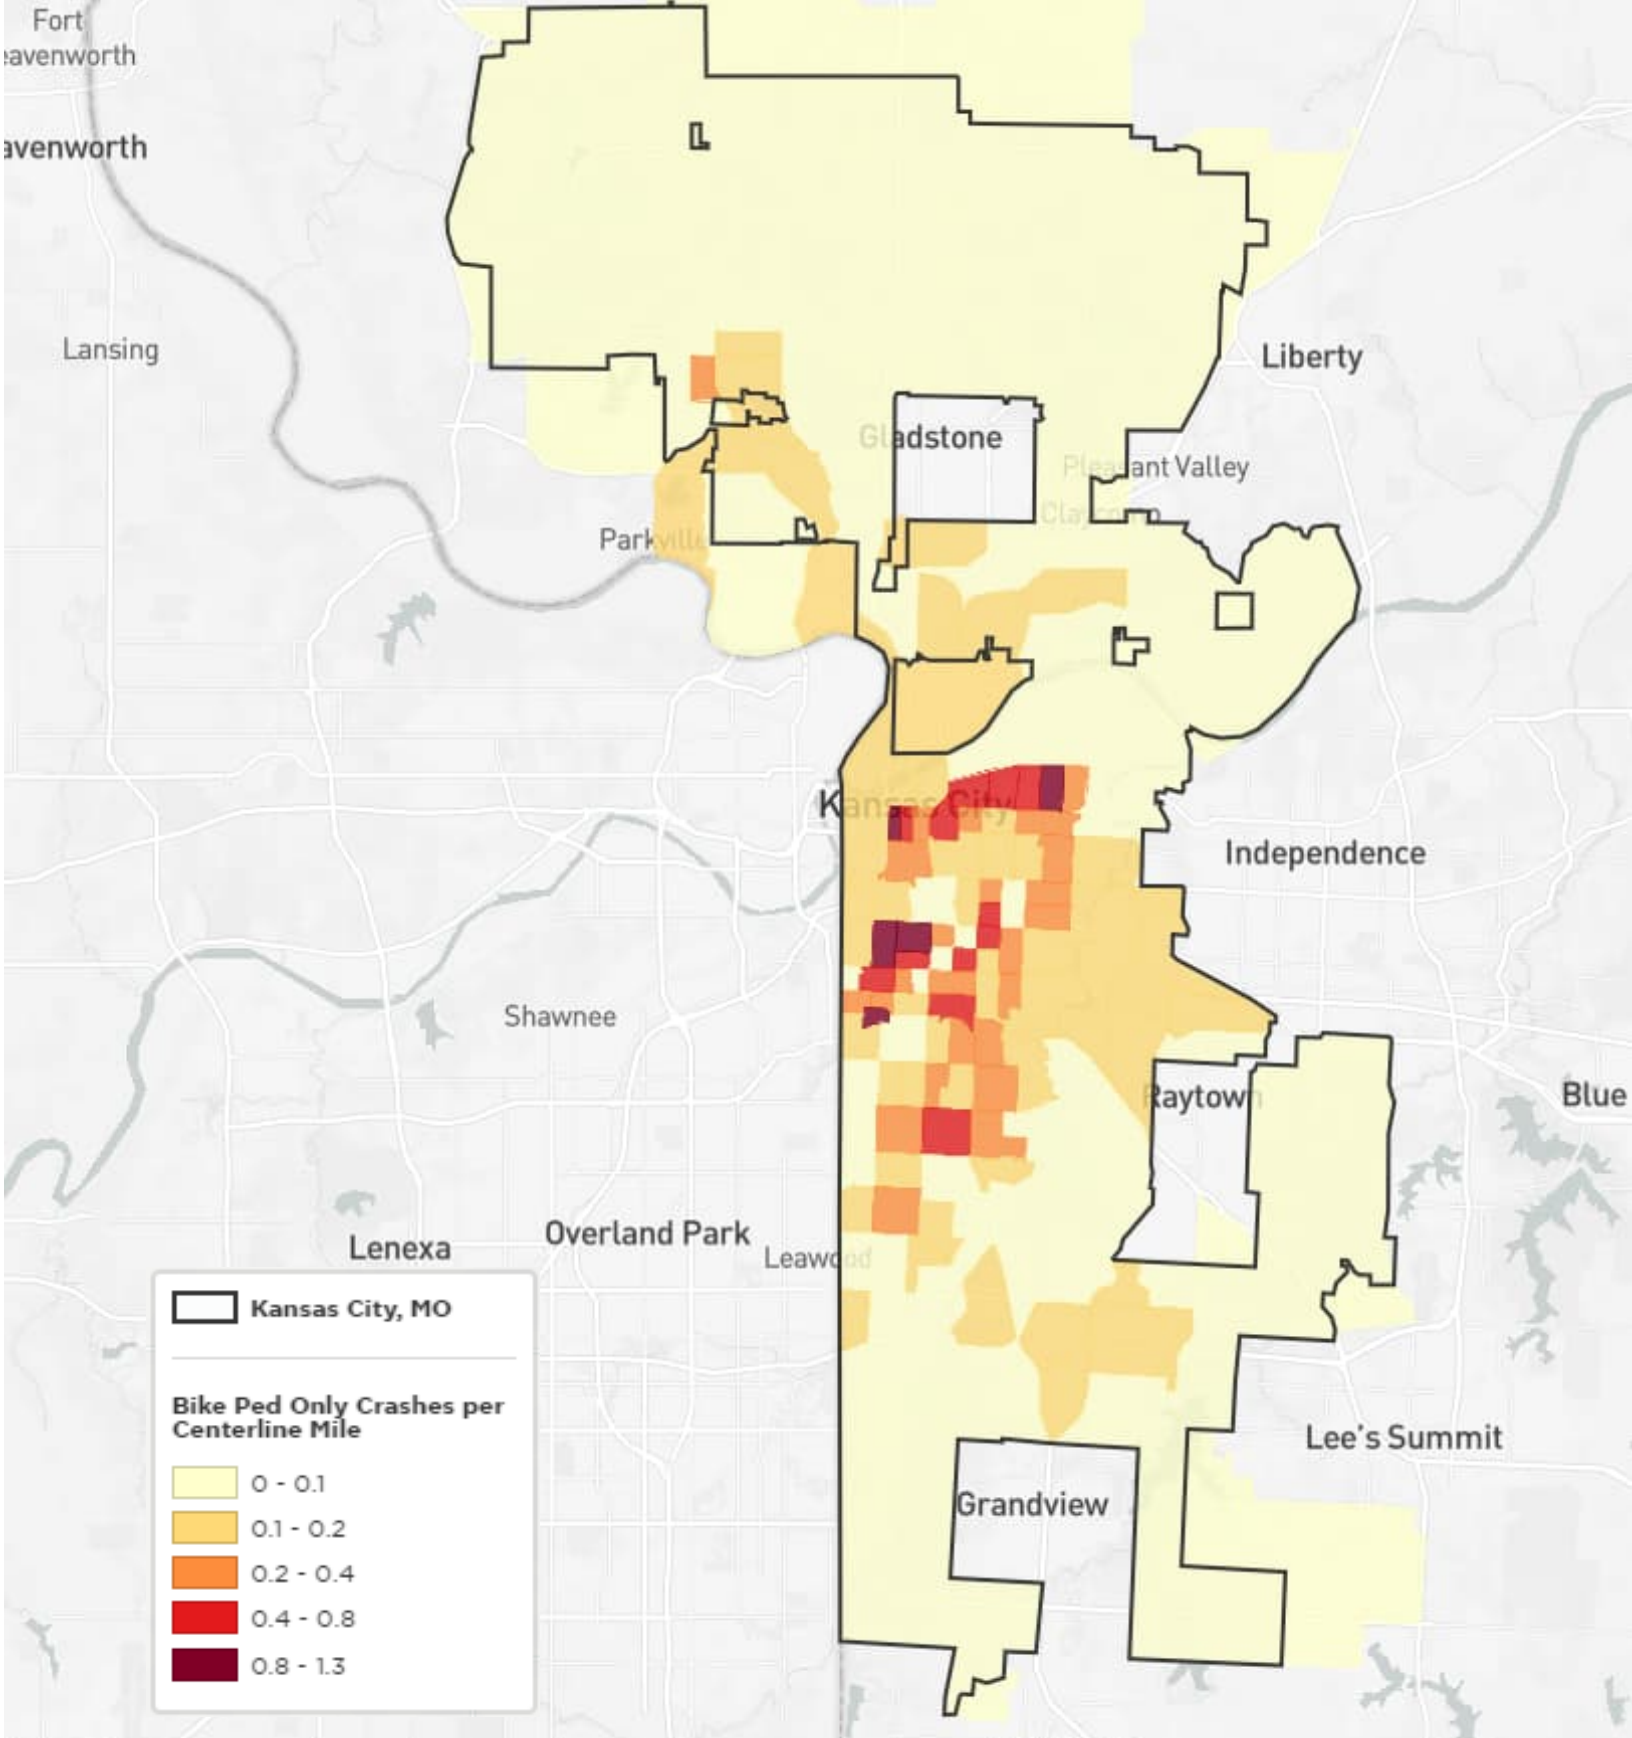 Fort
eavenworth
avenworth
Lansing
Liberty
Gladstone
Pleasant Valley
Claycomo
Parkville
Kansas City
Independence
Shawnee
Raytown
Blue
Overland Park
Lenexa
Leawood
Kansas City, MO
Bike Ped Only Crashes per
Centerline Mile
0 - 0.1
0.1 - 0.2
0.2 - 0.4
0.4 - 0.8
0.8 - 1.3
Lee's Summit
Grandview